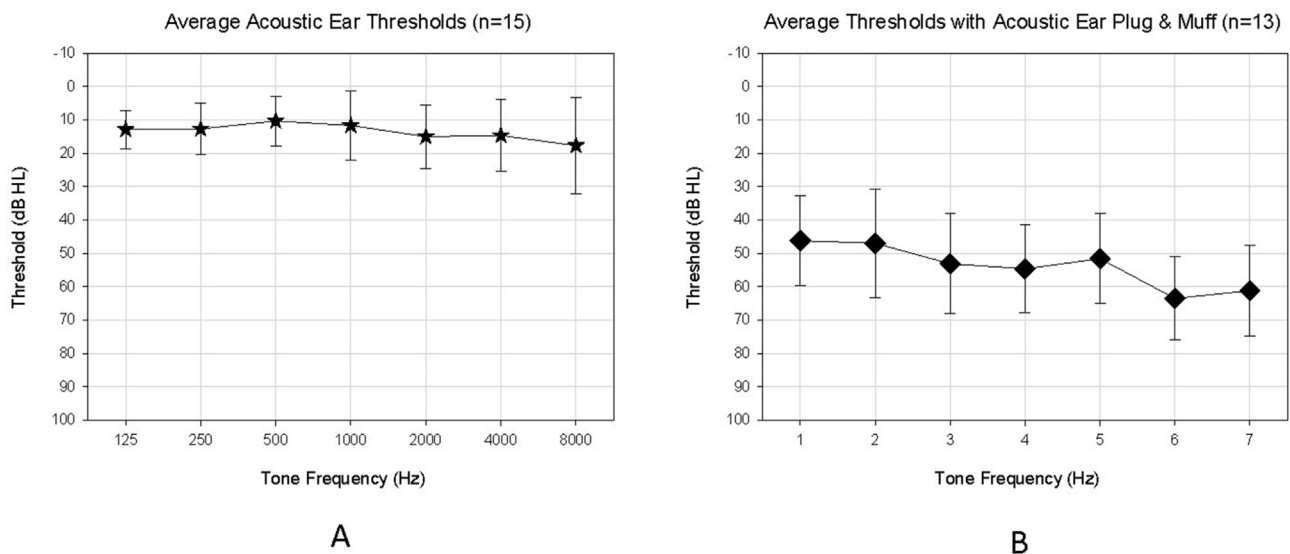 Average Acoustic Ear Thresholds (n=15)
-10
0
10
20
30
40
50
60
70
80
90
100
Threshold (dB HL)
125 250 500 1000 2000 4000 8000
Tone Frequency (Hz)
A
Average Thresholds with Acoustic Ear Plug & Muff (n=13)
-10
0
10
20
30
40
50
60
70
80
90
100
Threshold (dB HL)
1 2 3 4 5 6 7
Tone Frequency (Hz)
B